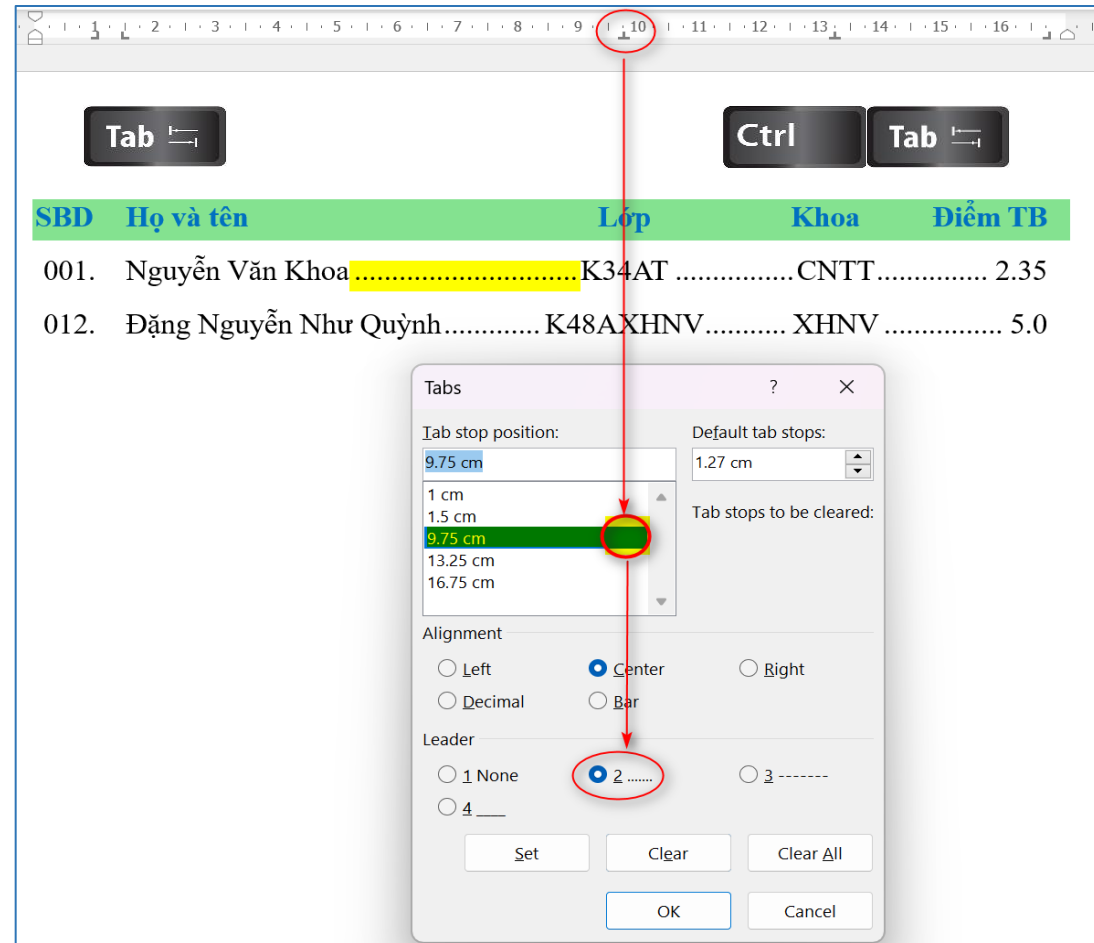 1 2 3 4 5 6 7 8 9 10 11 12 13 14 15 16
Tab Ctrl Tab
SBD Họ và tên Lớp Khoa Điểm TB
001. Nguyễn Văn Khoa............................K34AT ................CNTT............... 2.35
012. Đặng Nguyễn Như Quỳnh............. K48AXHNV........... XHNV ................ 5.0
Tabs ?
Tab stop position: Default tab stops:
9.75 cm 1.27 cm
1 cm
1.5 cm Tab stops to be cleared:
9.75 cm
13.25 cm
16.75 cm
Alignment
Left Center Right
Decimal Bar
Leader
1 None 2 ....... 3 -------
4 ___
Set Clear Clear All
OK Cancel